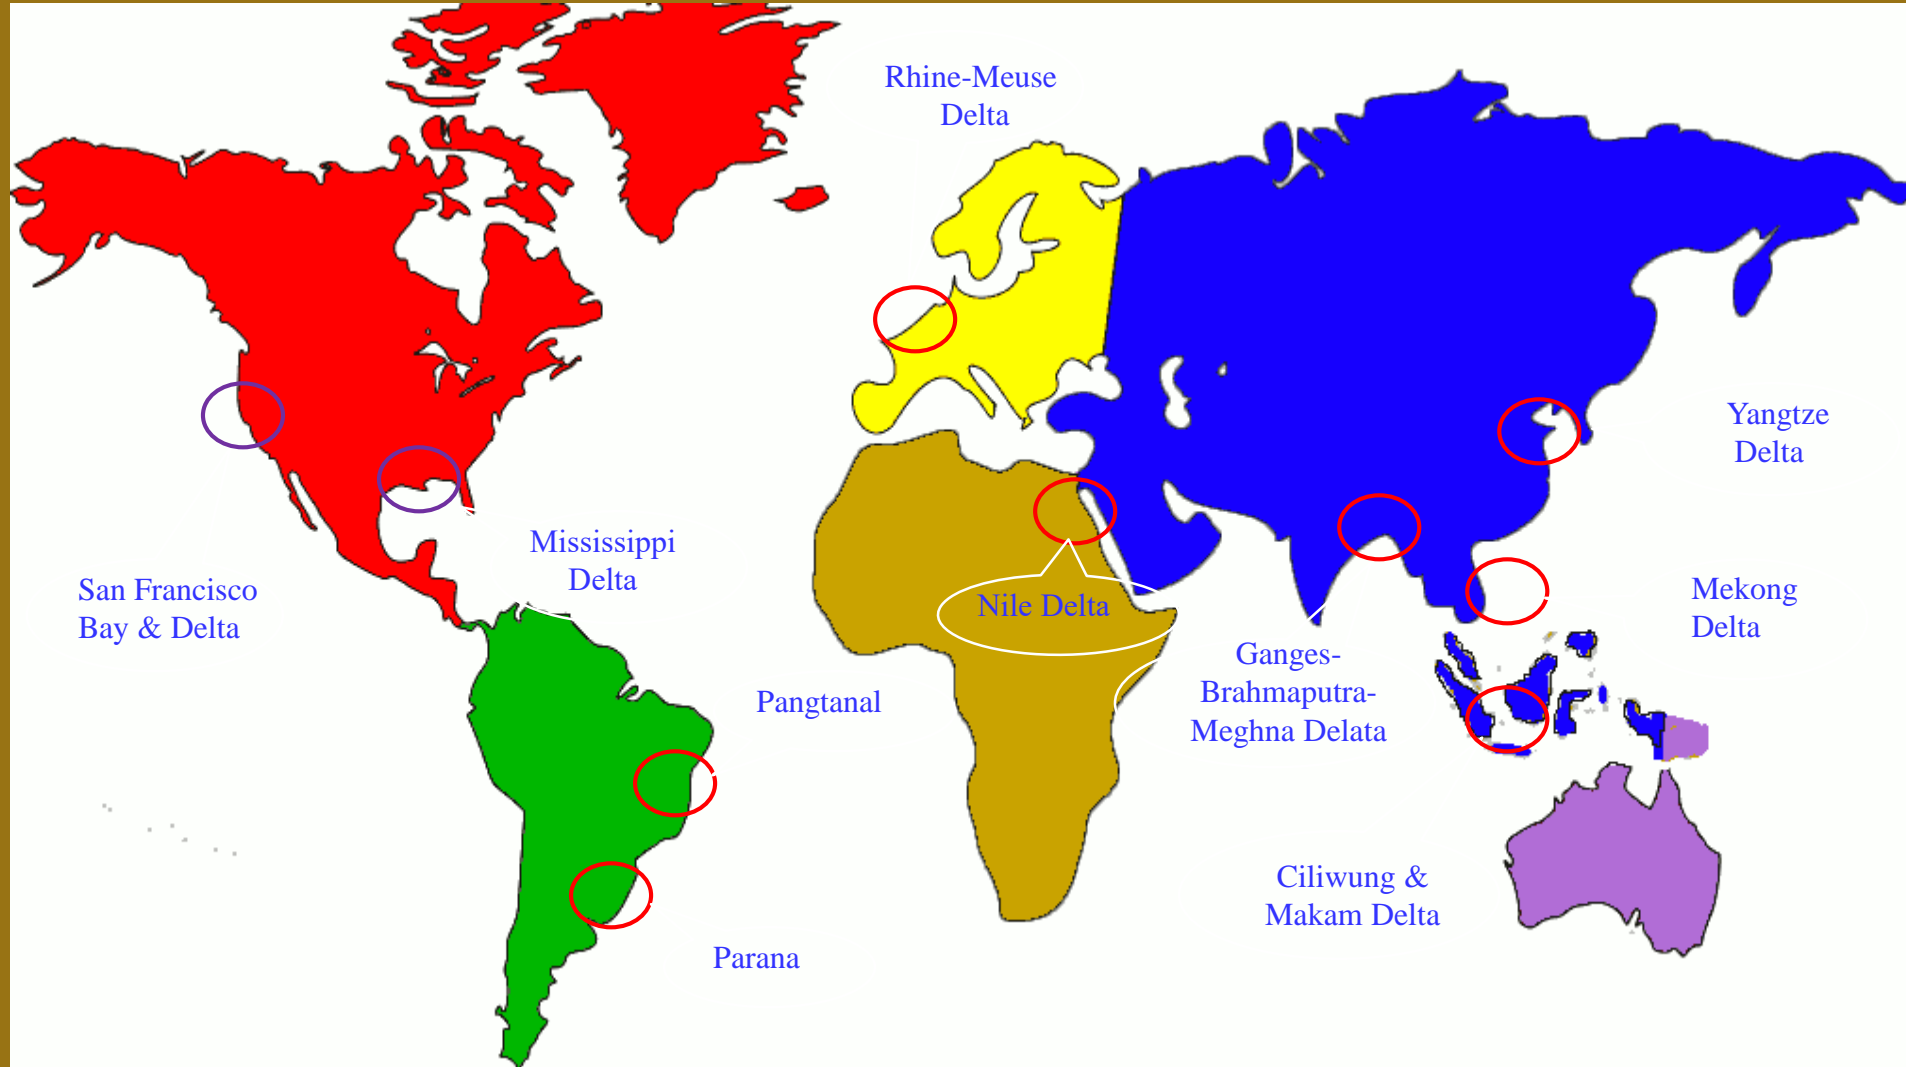 Rhine-Meuse
Delta
Yangtze
Delta
Mississippi
Delta
San Francisco
Bay & Delta
Nile Delta
Mekong
Delta
Ganges-
Brahmaputra-
Meghna Delata
Pangtanal
Ciliwung &
Makam Delta
Parana